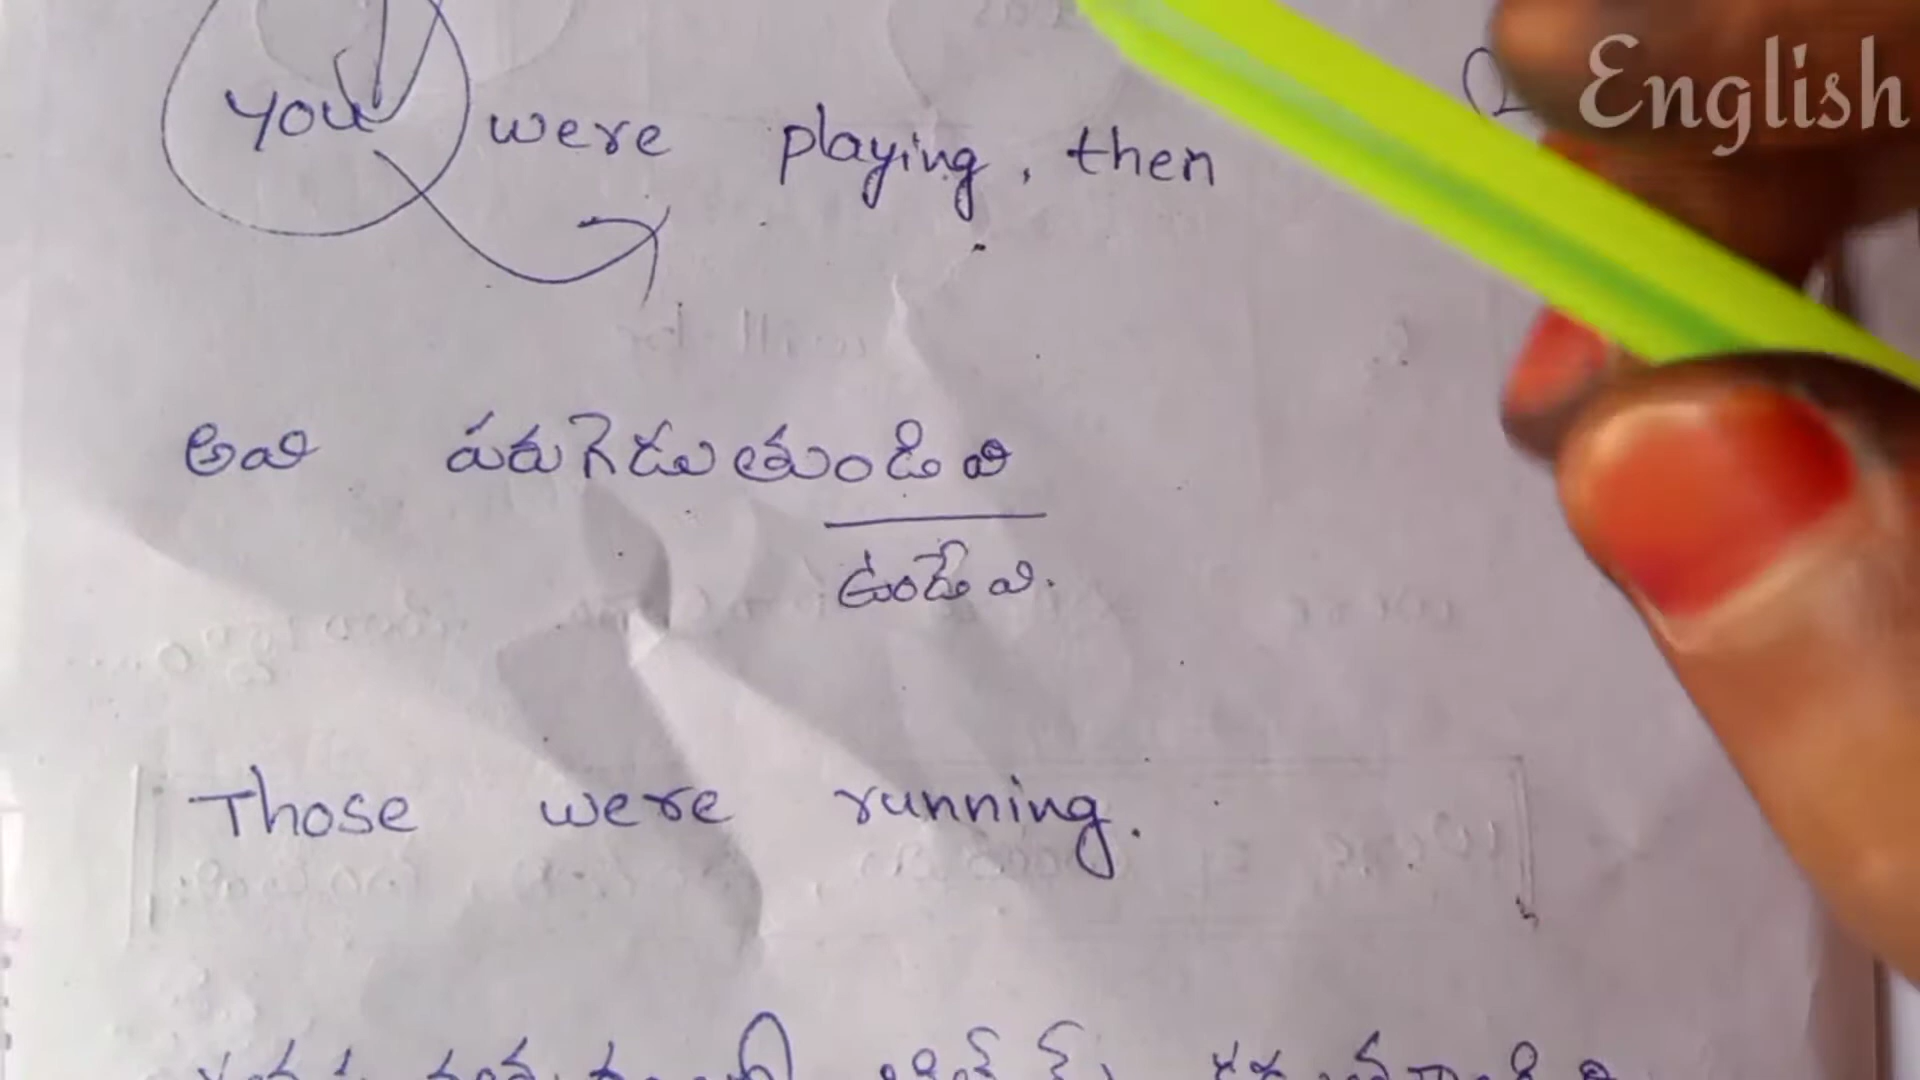 English
you were playing, then
అవి పరుగెడుతుండివి
ఉండేవి.
Those were running.